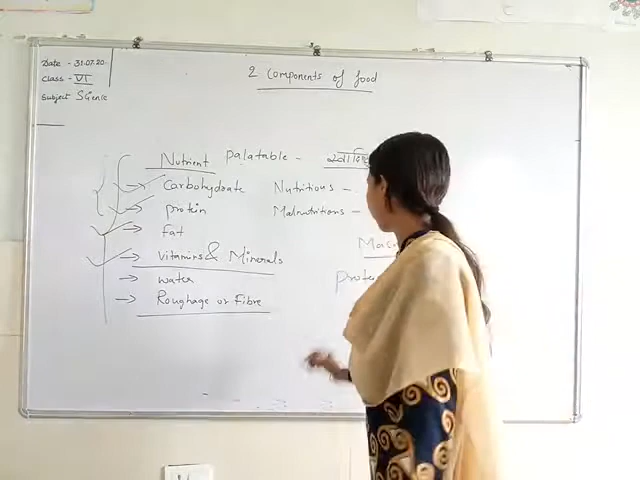 Date - 31.07.20
Class - VI
Subject Science
2 Components of food
Nutrient Palatable -
Carbohydrate Nutritious -
protein Malnutritions -
Fat
Vitamins & Minerals
water
Roughage or Fibre